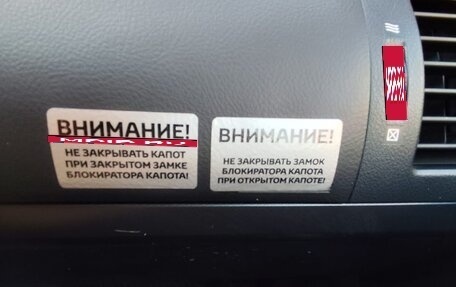 ВНИМАНИЕ!
НЕ ЗАКРЫВАТЬ КАПОТ
ПРИ ЗАКРЫТОМ ЗАМКЕ
БЛОКИРАТОРА КАПОТА!
ВНИМАНИЕ!
НЕ ЗАКРЫВАТЬ ЗАМОК
БЛОКИРАТОРА КАПОТА
ПРИ ОТКРЫТОМ КАПОТЕ!